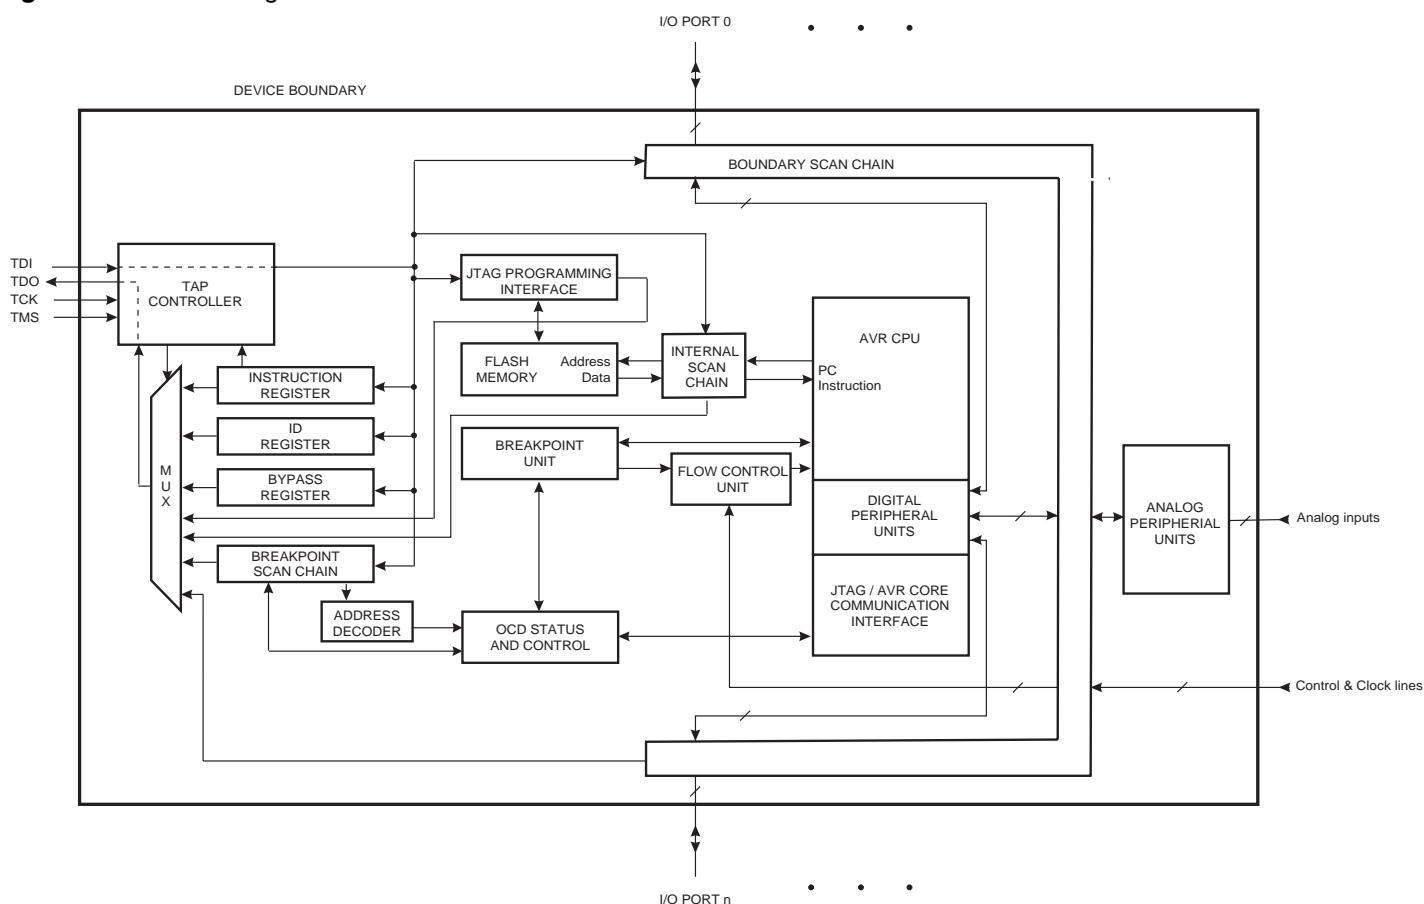 I/O PORT 0
DEVICE BOUNDARY
BOUNDARY SCAN CHAIN
TDI
TDO
TCK
TMS
TAP
CONTROLLER
JTAG PROGRAMMING
INTERFACE
AVR CPU
FLASH
MEMORY
Address
Data
INTERNAL
SCAN
CHAIN
PC
Instruction
INSTRUCTION
REGISTER
ID
REGISTER
BREAKPOINT
UNIT
FLOW CONTROL
UNIT
BYPASS
REGISTER
M
U
X
DIGITAL
PERIPHERAL
UNITS
ANALOG
PERIPHERIAL
UNITS
Analog inputs
BREAKPOINT
SCAN CHAIN
JTAG / AVR CORE
COMMUNICATION
INTERFACE
ADDRESS
DECODER
OCD STATUS
AND CONTROL
Control & Clock lines
I/O PORT n